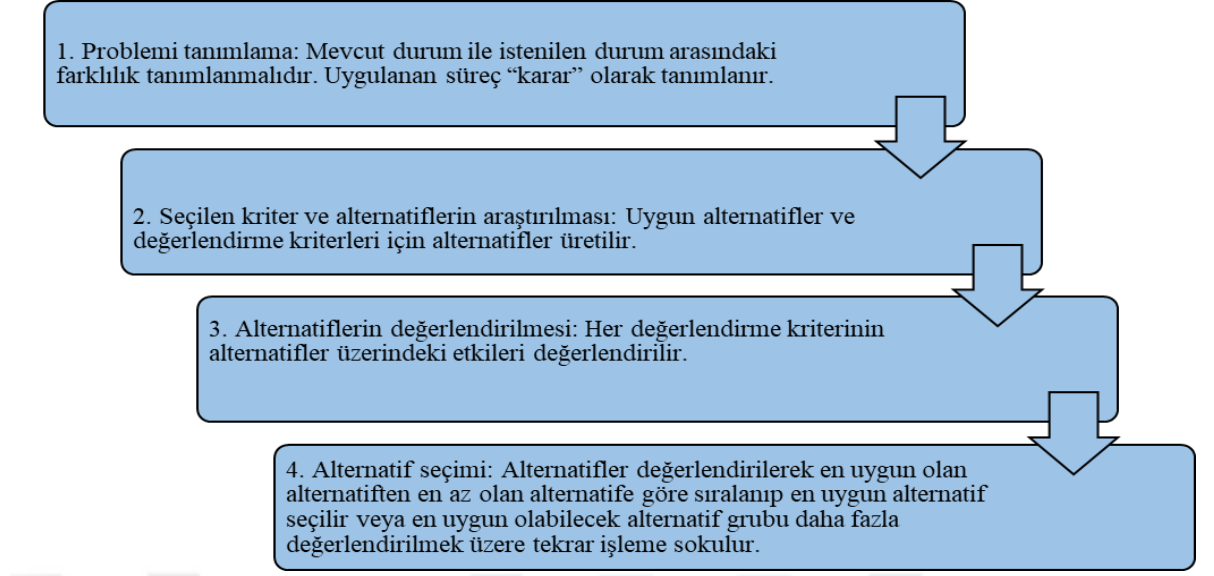 1. Problemi tanımlama: Mevcut durum ile istenilen durum arasındaki
farklılık tanımlanmalıdır. Uygulanan süreç “karar” olarak tanımlanır.
2. Seçilen kriter ve alternatiflerin araştırılması: Uygun alternatifler ve
değerlendirme kriterleri için alternatifler üretilir.
3. Alternatiflerin değerlendirilmesi: Her değerlendirme kriterinin
alternatifler üzerindeki etkileri değerlendirilir.
4. Alternatif seçimi: Alternatifler değerlendirilerek en uygun olan
alternatiften en az olan alternatife göre sıralanıp en uygun alternatif
seçilir veya en uygun olabilecek alternatif grubu daha fazla
değerlendirilmek üzere tekrar işleme sokulur.